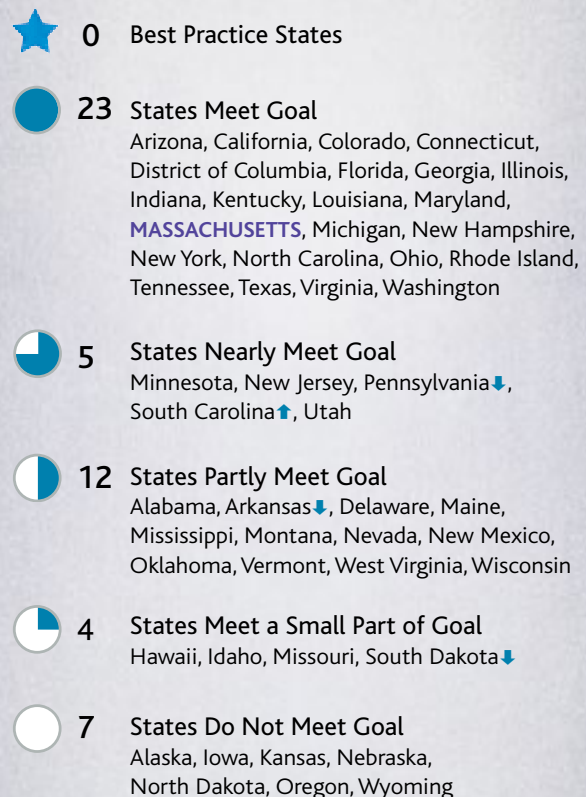 0 Best Practice States
23 States Meet Goal
Arizona, California, Colorado, Connecticut,
District of Columbia, Florida, Georgia, Illinois,
Indiana, Kentucky, Louisiana, Maryland,
MASSACHUSETTS, Michigan, New Hampshire,
New York, North Carolina, Ohio, Rhode Island,
Tennessee, Texas, Virginia, Washington
5 States Nearly Meet Goal
Minnesota, New Jersey, Pennsylvania⬇,
South Carolina⬆, Utah
12 States Partly Meet Goal
Alabama, Arkansas⬇, Delaware, Maine,
Mississippi, Montana, Nevada, New Mexico,
Oklahoma, Vermont, West Virginia, Wisconsin
4 States Meet a Small Part of Goal
Hawaii, Idaho, Missouri, South Dakota⬇
7 States Do Not Meet Goal
Alaska, Iowa, Kansas, Nebraska,
North Dakota, Oregon, Wyoming